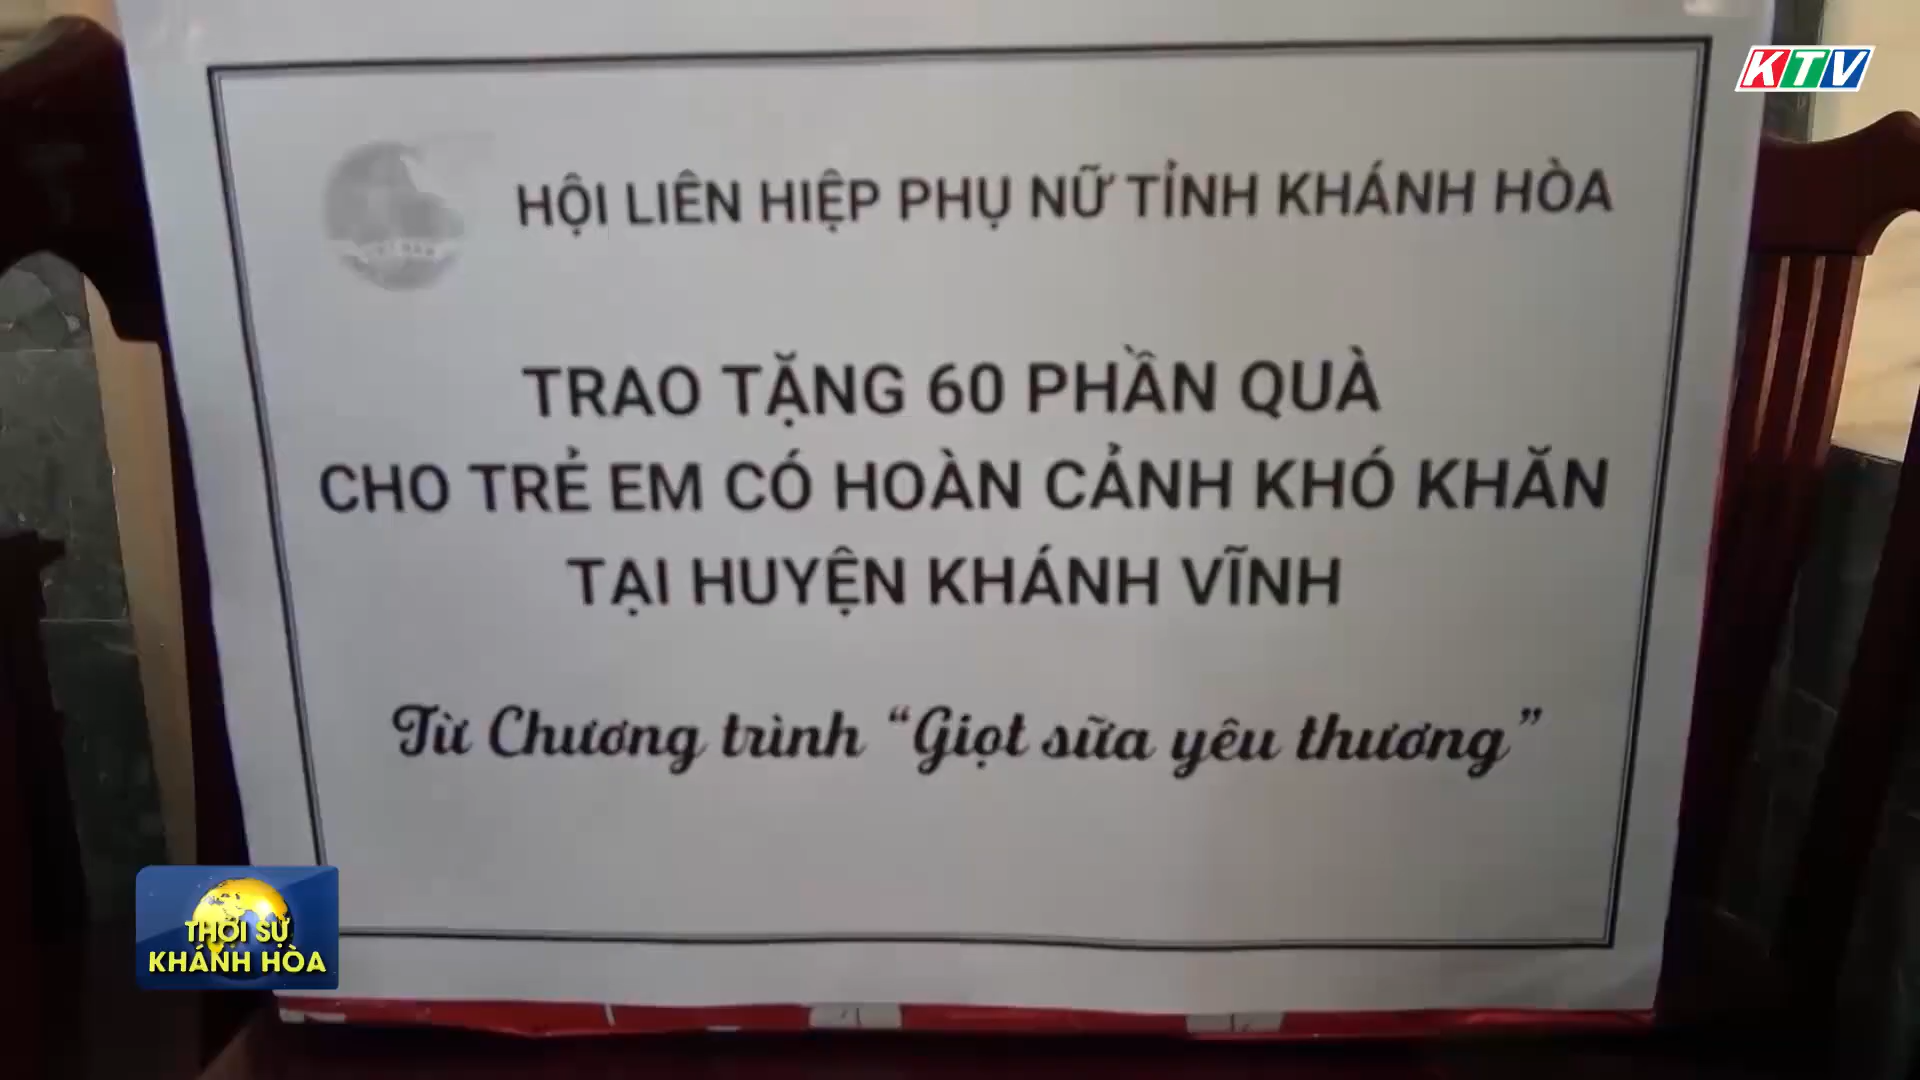 KTV
HỘI LIÊN HIỆP PHỤ NỮ TỈNH KHÁNH HÒA
TRAO TẶNG 60 PHẦN QUÀ
CHO TRẺ EM CÓ HOÀN CẢNH KHÓ KHĂN
TẠI HUYỆN KHÁNH VĨNH
Từ Chương trình “Giọt sữa yêu thương”
THỜI SỰ
KHÁNH HÒA